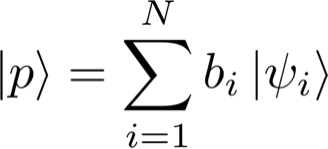 |p⟩ = ∑_{i=1}^{N} b_i |ψ_i⟩